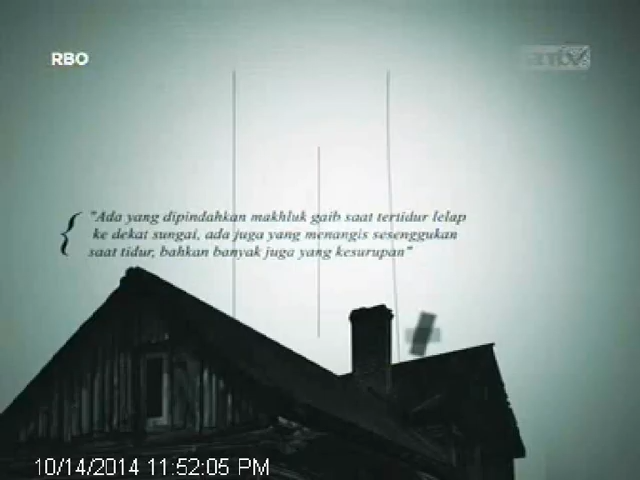 RBO
antv
"Ada yang dipindahkan makhluk gaib saat tertidur lelap
ke dekat sungai, ada juga yang menangis sesenggukan
saat tidur, bahkan banyak juga yang kesurupan"
10/14/2014 11:52:05 PM